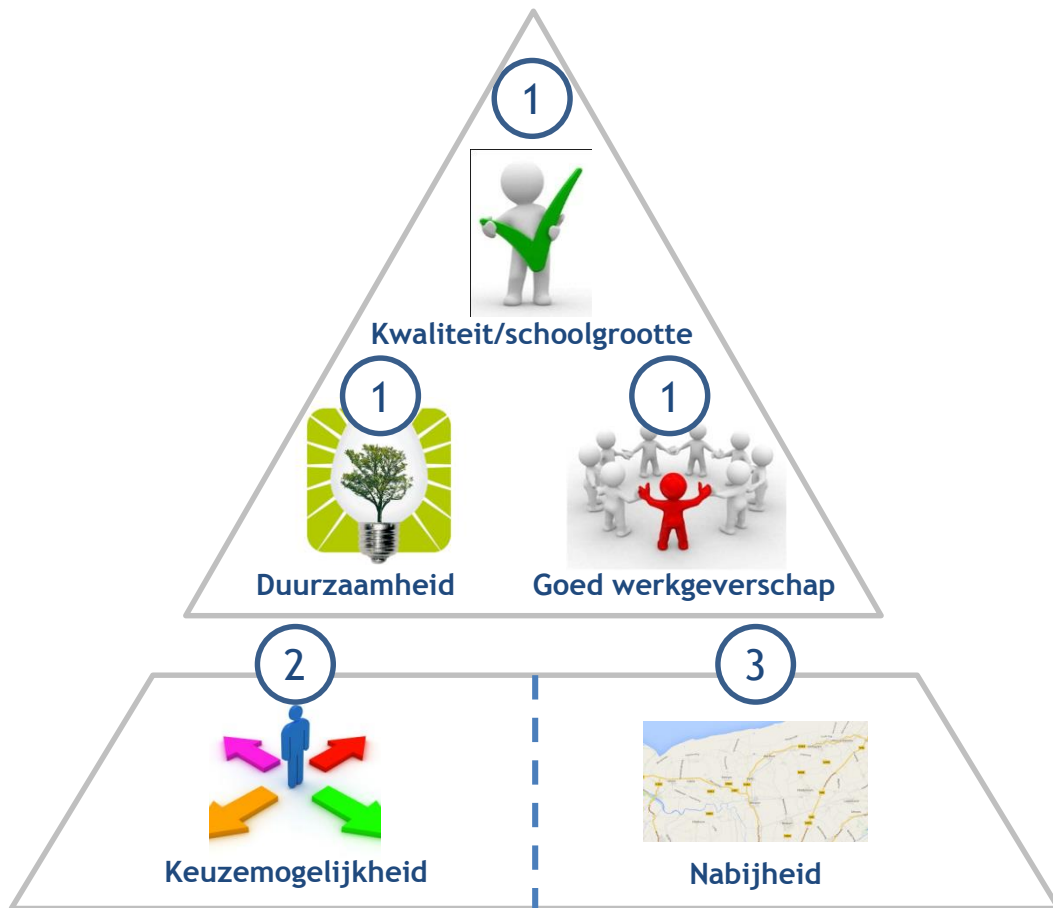 1
Kwaliteit/schoolgrootte
1 1
Duurzaamheid Goed werkgeverschap
2 3
Keuzemogelijkheid Nabijheid